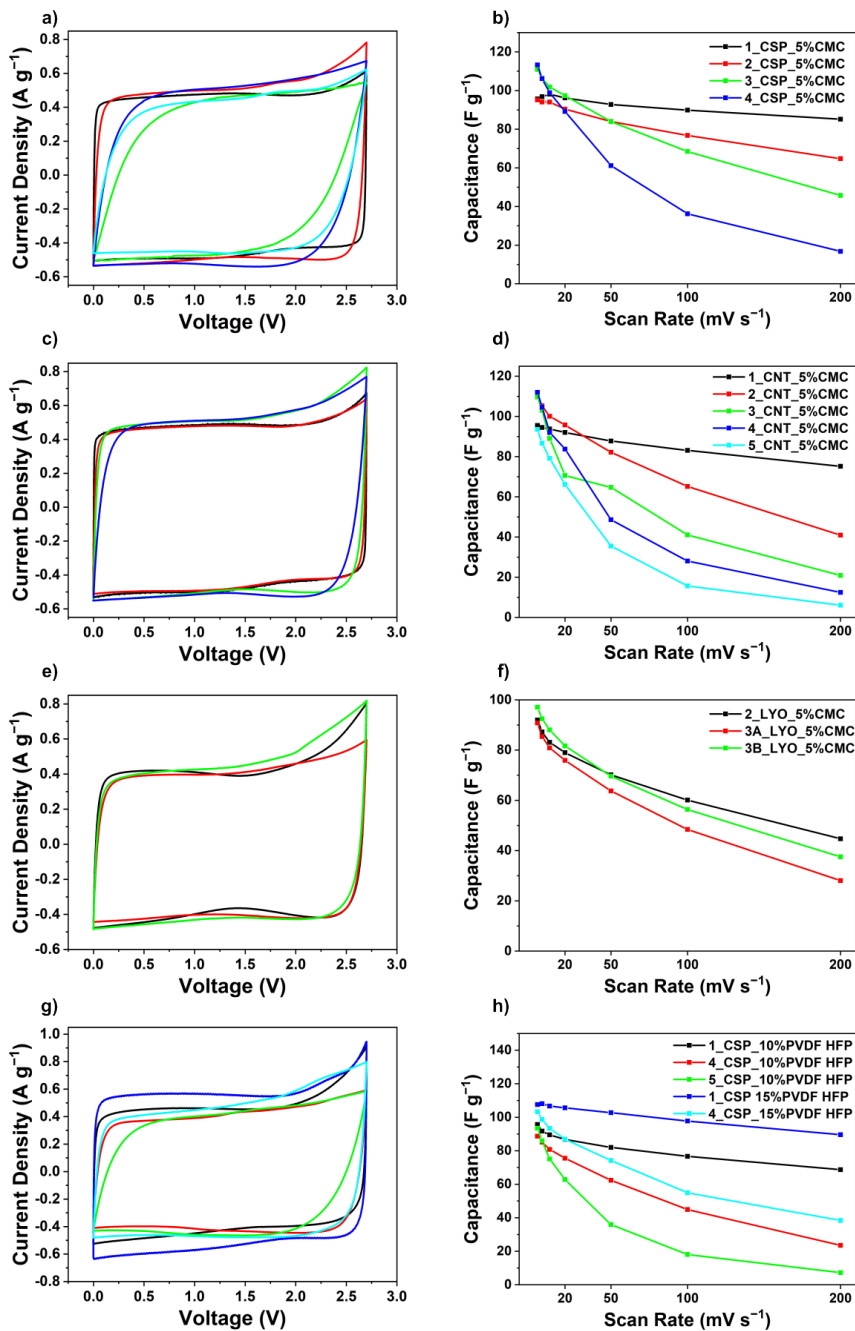 a)
0.8
0.6
0.4
0.2
0.0
-0.2
-0.4
-0.6
Current Density (A g⁻¹)
0.0 0.5 1.0 1.5 2.0 2.5 3.0
Voltage (V)
b)
120
100
80
60
40
20
0
Capacitance (F g⁻¹)
1_CSP_5%CMC
2_CSP_5%CMC
3_CSP_5%CMC
4_CSP_5%CMC
20 50 100 200
Scan Rate (mV s⁻¹)
c)
0.8
0.6
0.4
0.2
0.0
-0.2
-0.4
-0.6
Current Density (A g⁻¹)
0.0 0.5 1.0 1.5 2.0 2.5 3.0
Voltage (V)
d)
120
100
80
60
40
20
0
Capacitance (F g⁻¹)
1_CNT_5%CMC
2_CNT_5%CMC
3_CNT_5%CMC
4_CNT_5%CMC
5_CNT_5%CMC
20 50 100 200
Scan Rate (mV s⁻¹)
e)
0.8
0.6
0.4
0.2
0.0
-0.2
-0.4
-0.6
Current Density (A g⁻¹)
0.0 0.5 1.0 1.5 2.0 2.5 3.0
Voltage (V)
f)
100
80
60
40
20
0
Capacitance (F g⁻¹)
2_LYO_5%CMC
3A_LYO_5%CMC
3B_LYO_5%CMC
20 50 100 200
Scan Rate (mV s⁻¹)
g)
1.0
0.8
0.6
0.4
0.2
0.0
-0.2
-0.4
-0.6
-0.8
Current Density (A g⁻¹)
0.0 0.5 1.0 1.5 2.0 2.5 3.0
Voltage (V)
h)
140
120
100
80
60
40
20
0
Capacitance (F g⁻¹)
1_CSP_10%PVDF HFP
4_CSP_10%PVDF HFP
5_CSP_10%PVDF HFP
1_CSP 15%PVDF HFP
4_CSP_15%PVDF HFP
20 50 100 200
Scan Rate (mV s⁻¹)